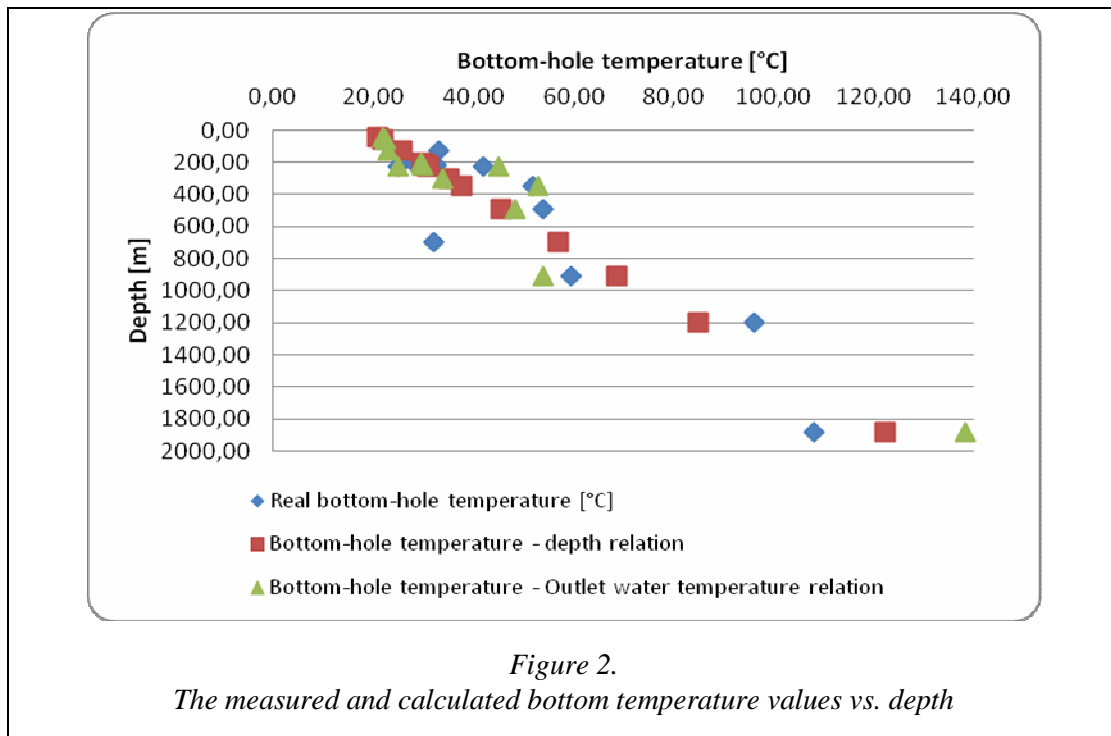 Bottom-hole temperature [°C]
0,00 20,00 40,00 60,00 80,00 100,00 120,00 140,00
Depth [m]
0,00
200,00
400,00
600,00
800,00
1000,00
1200,00
1400,00
1600,00
1800,00
2000,00
Real bottom-hole temperature [°C]
Bottom-hole temperature - depth relation
Bottom-hole temperature - Outlet water temperature relation
Figure 2.
The measured and calculated bottom temperature values vs. depth